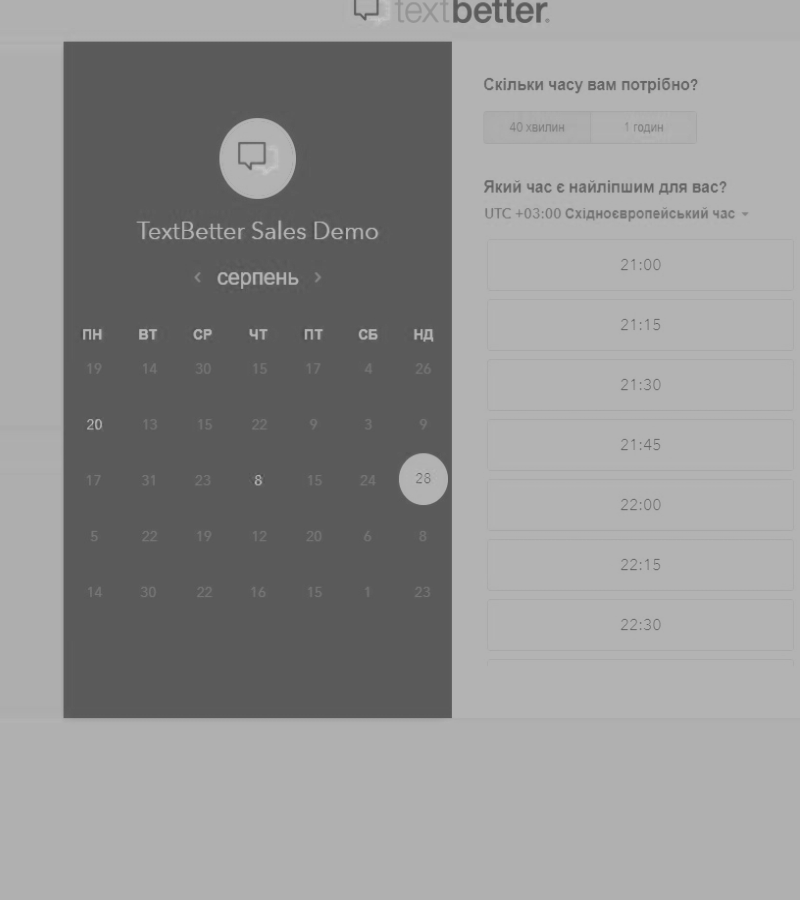 textbetter.
TextBetter Sales Demo
< серпень >
ПН ВТ СР ЧТ ПТ СБ НД
19 14 30 15 17 4 26
20 13 15 22 9 3 9
17 31 23 8 15 24 28
5 22 19 12 20 6 8
14 30 22 16 15 1 23
Скільки часу вам потрібно?
40 хвилин 1 годин
Який час є найліпшим для вас?
UTC +03:00 Східноєвропейський час
21:00
21:15
21:30
21:45
22:00
22:15
22:30